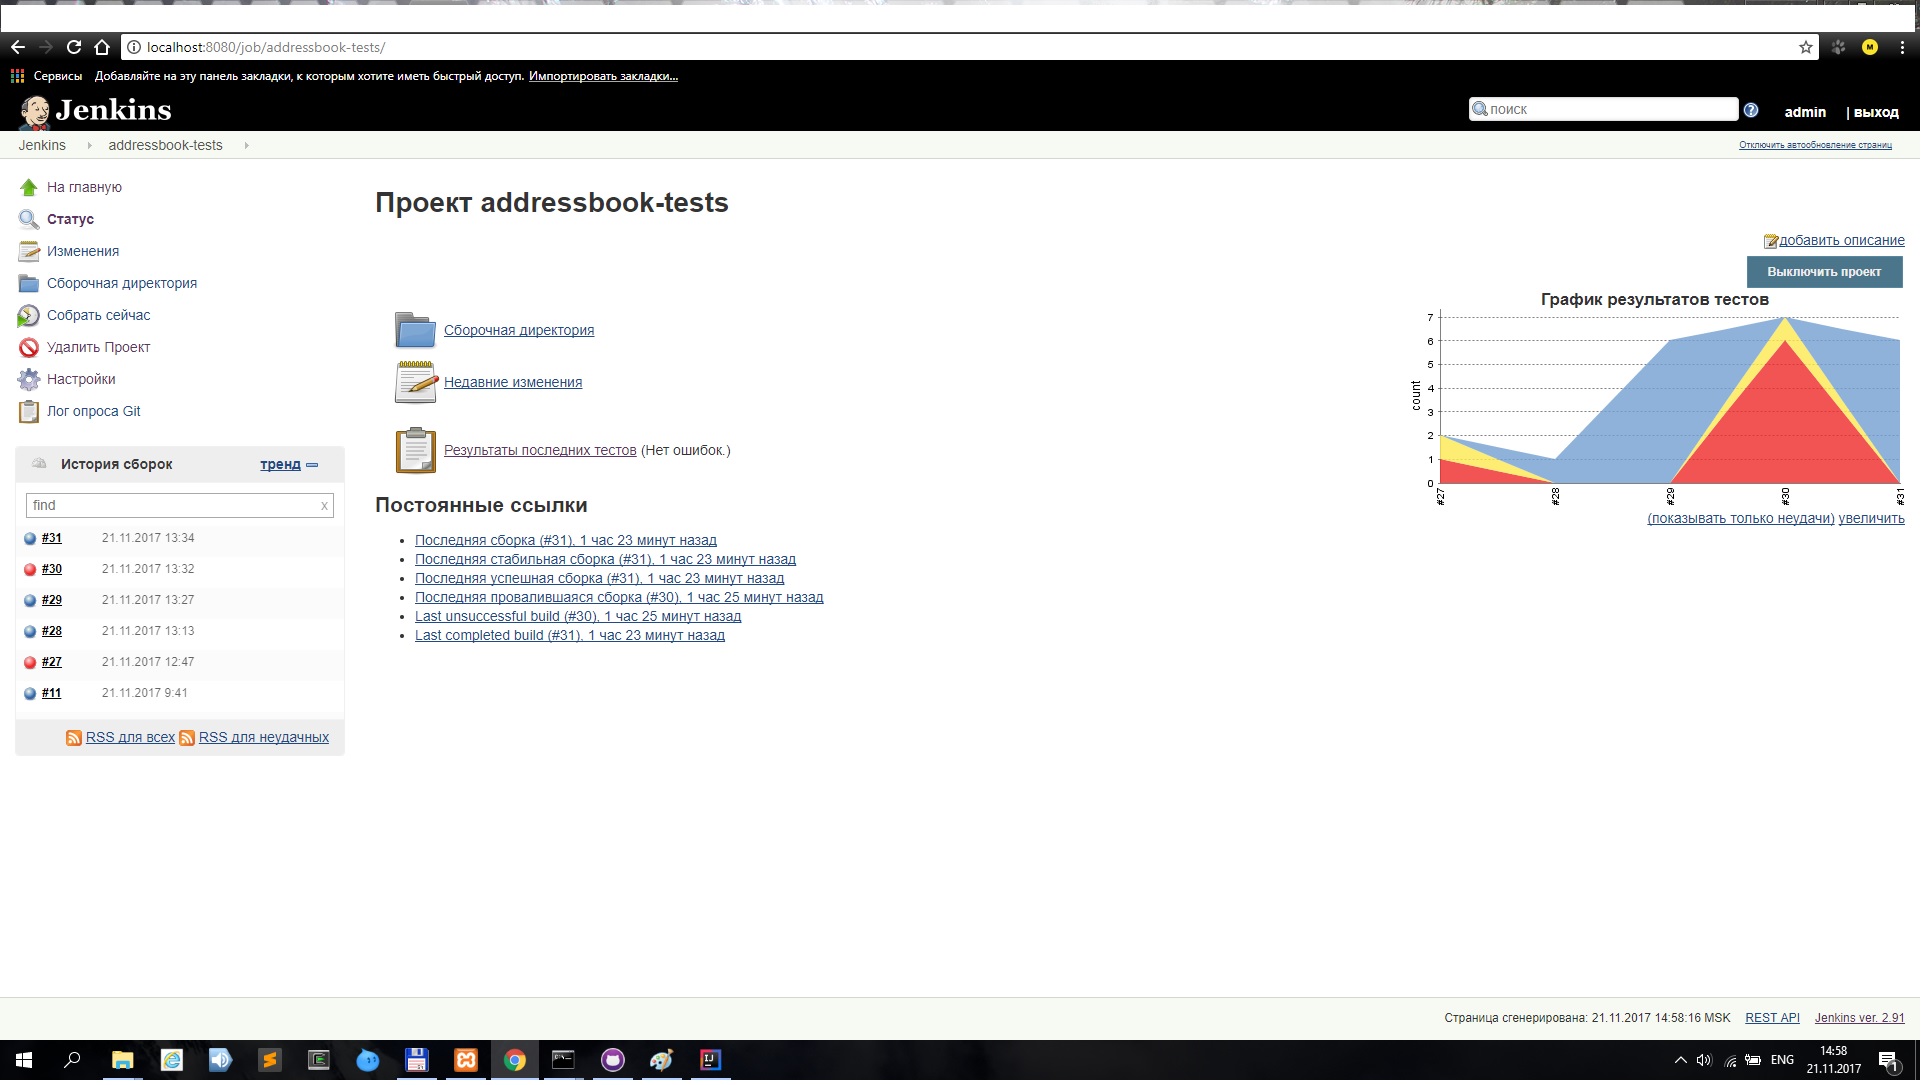 localhost:8080/job/addressbook-tests/
M
Сервисы Добавляйте на эту панель закладки, к которым хотите иметь быстрый доступ. Импортировать закладки...
Jenkins
поиск
?
admin
| выход
Jenkins
addressbook-tests
Отключить автообновление страниц
На главную
Статус
Изменения
Сборочная директория
Собрать сейчас
Удалить Проект
Настройки
Лог опроса Git
История сборок
тренд
find
x
#31 21.11.2017 13:34
#30 21.11.2017 13:32
#29 21.11.2017 13:27
#28 21.11.2017 13:13
#27 21.11.2017 12:47
#11 21.11.2017 9:41
RSS для всех RSS для неудачных
Проект addressbook-tests
добавить описание
Выключить проект
Сборочная директория
Недавние изменения
Результаты последних тестов (Нет ошибок.)
Постоянные ссылки
Последняя сборка (#31), 1 час 23 минут назад
Последняя стабильная сборка (#31), 1 час 23 минут назад
Последняя успешная сборка (#31), 1 час 23 минут назад
Последняя провалившаяся сборка (#30), 1 час 25 минут назад
Last unsuccessful build (#30), 1 час 25 минут назад
Last completed build (#31), 1 час 23 минут назад
График результатов тестов
count
7
6
5
4
3
2
1
0
#27
#28
#29
#30
#31
(показывать только неудачи) увеличить
Страница сгенерирована: 21.11.2017 14:58:16 MSK REST API Jenkins ver. 2.91
ENG
14:58
21.11.2017
1